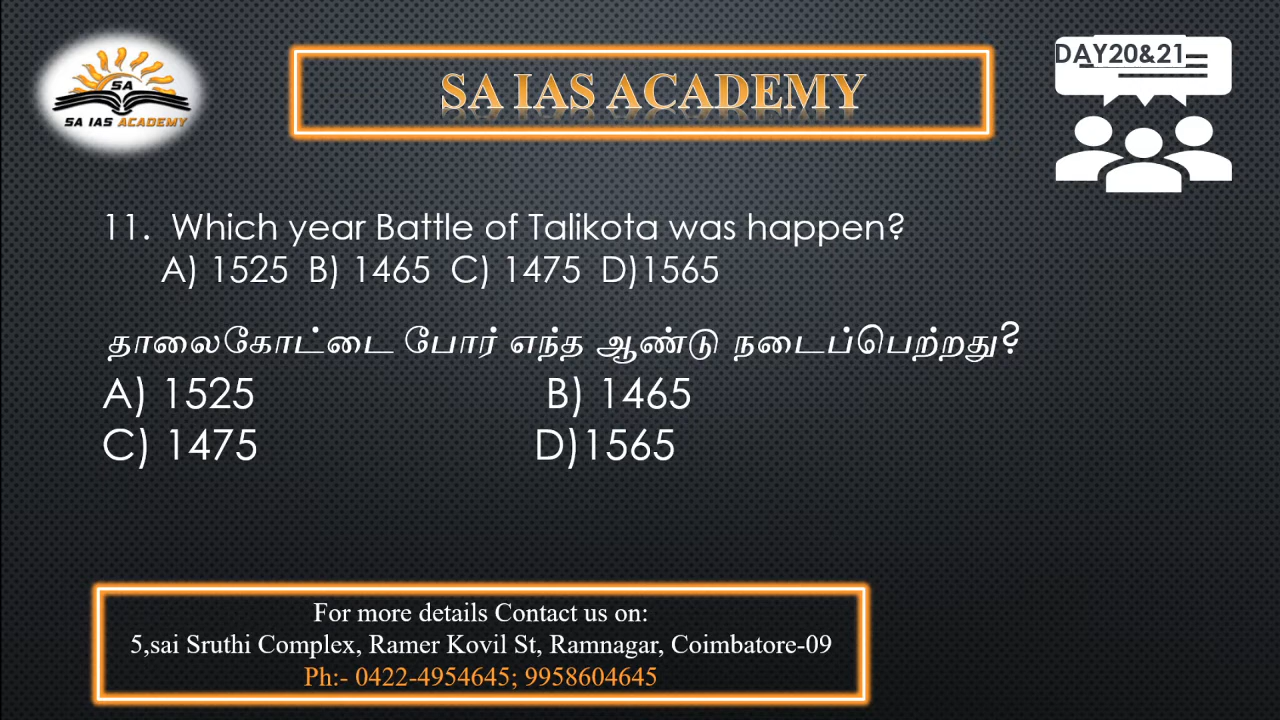 SA
SA IAS ACADEMY
SA IAS ACADEMY
DAY20&21
11. Which year Battle of Talikota was happen?
A) 1525 B) 1465 C) 1475 D)1565
தாலைகோட்டை போர் எந்த ஆண்டு நடைப்பெற்றது?
A) 1525 B) 1465
C) 1475 D)1565
For more details Contact us on:
5,sai Sruthi Complex, Ramer Kovil St, Ramnagar, Coimbatore-09
Ph:- 0422-4954645; 9958604645